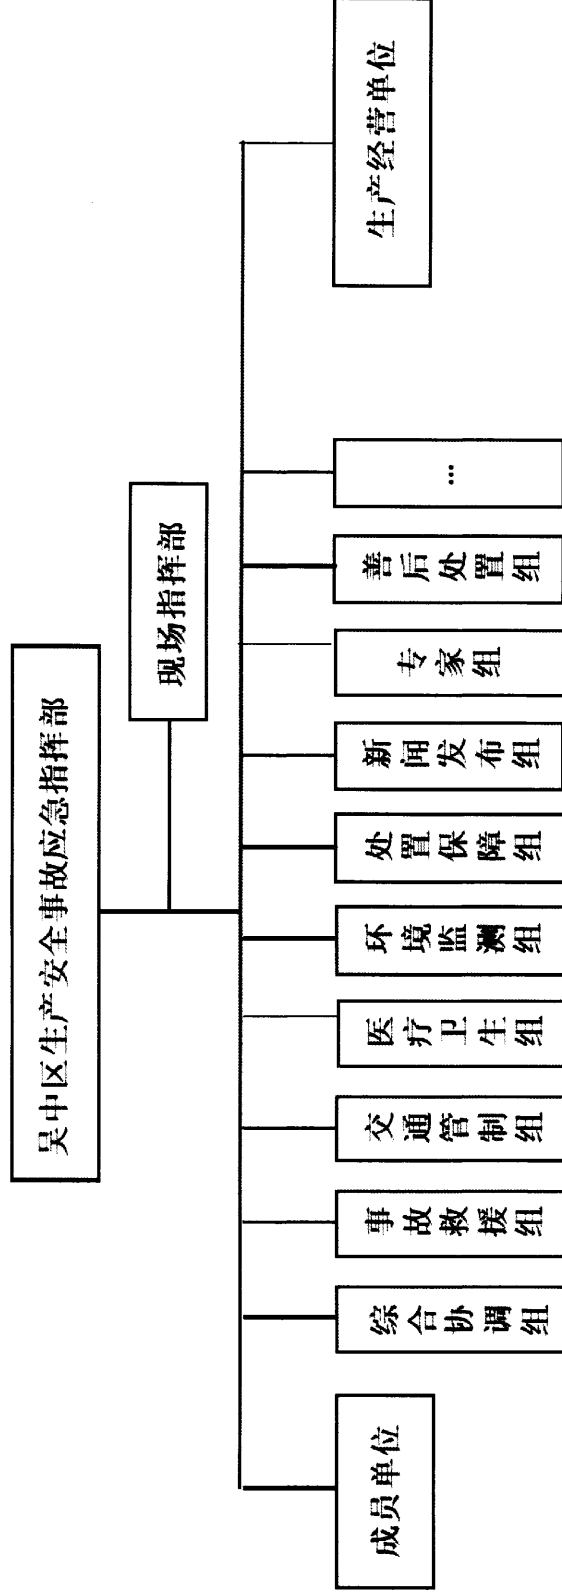 吴中区生产安全事故应急指挥部
现场指挥部
成员单位
综合协调组
事故救援组
交通管制组
医疗卫生组
环境监测组
处置保障组
新闻发布组
专家组
善后处置组
…
生产经营单位